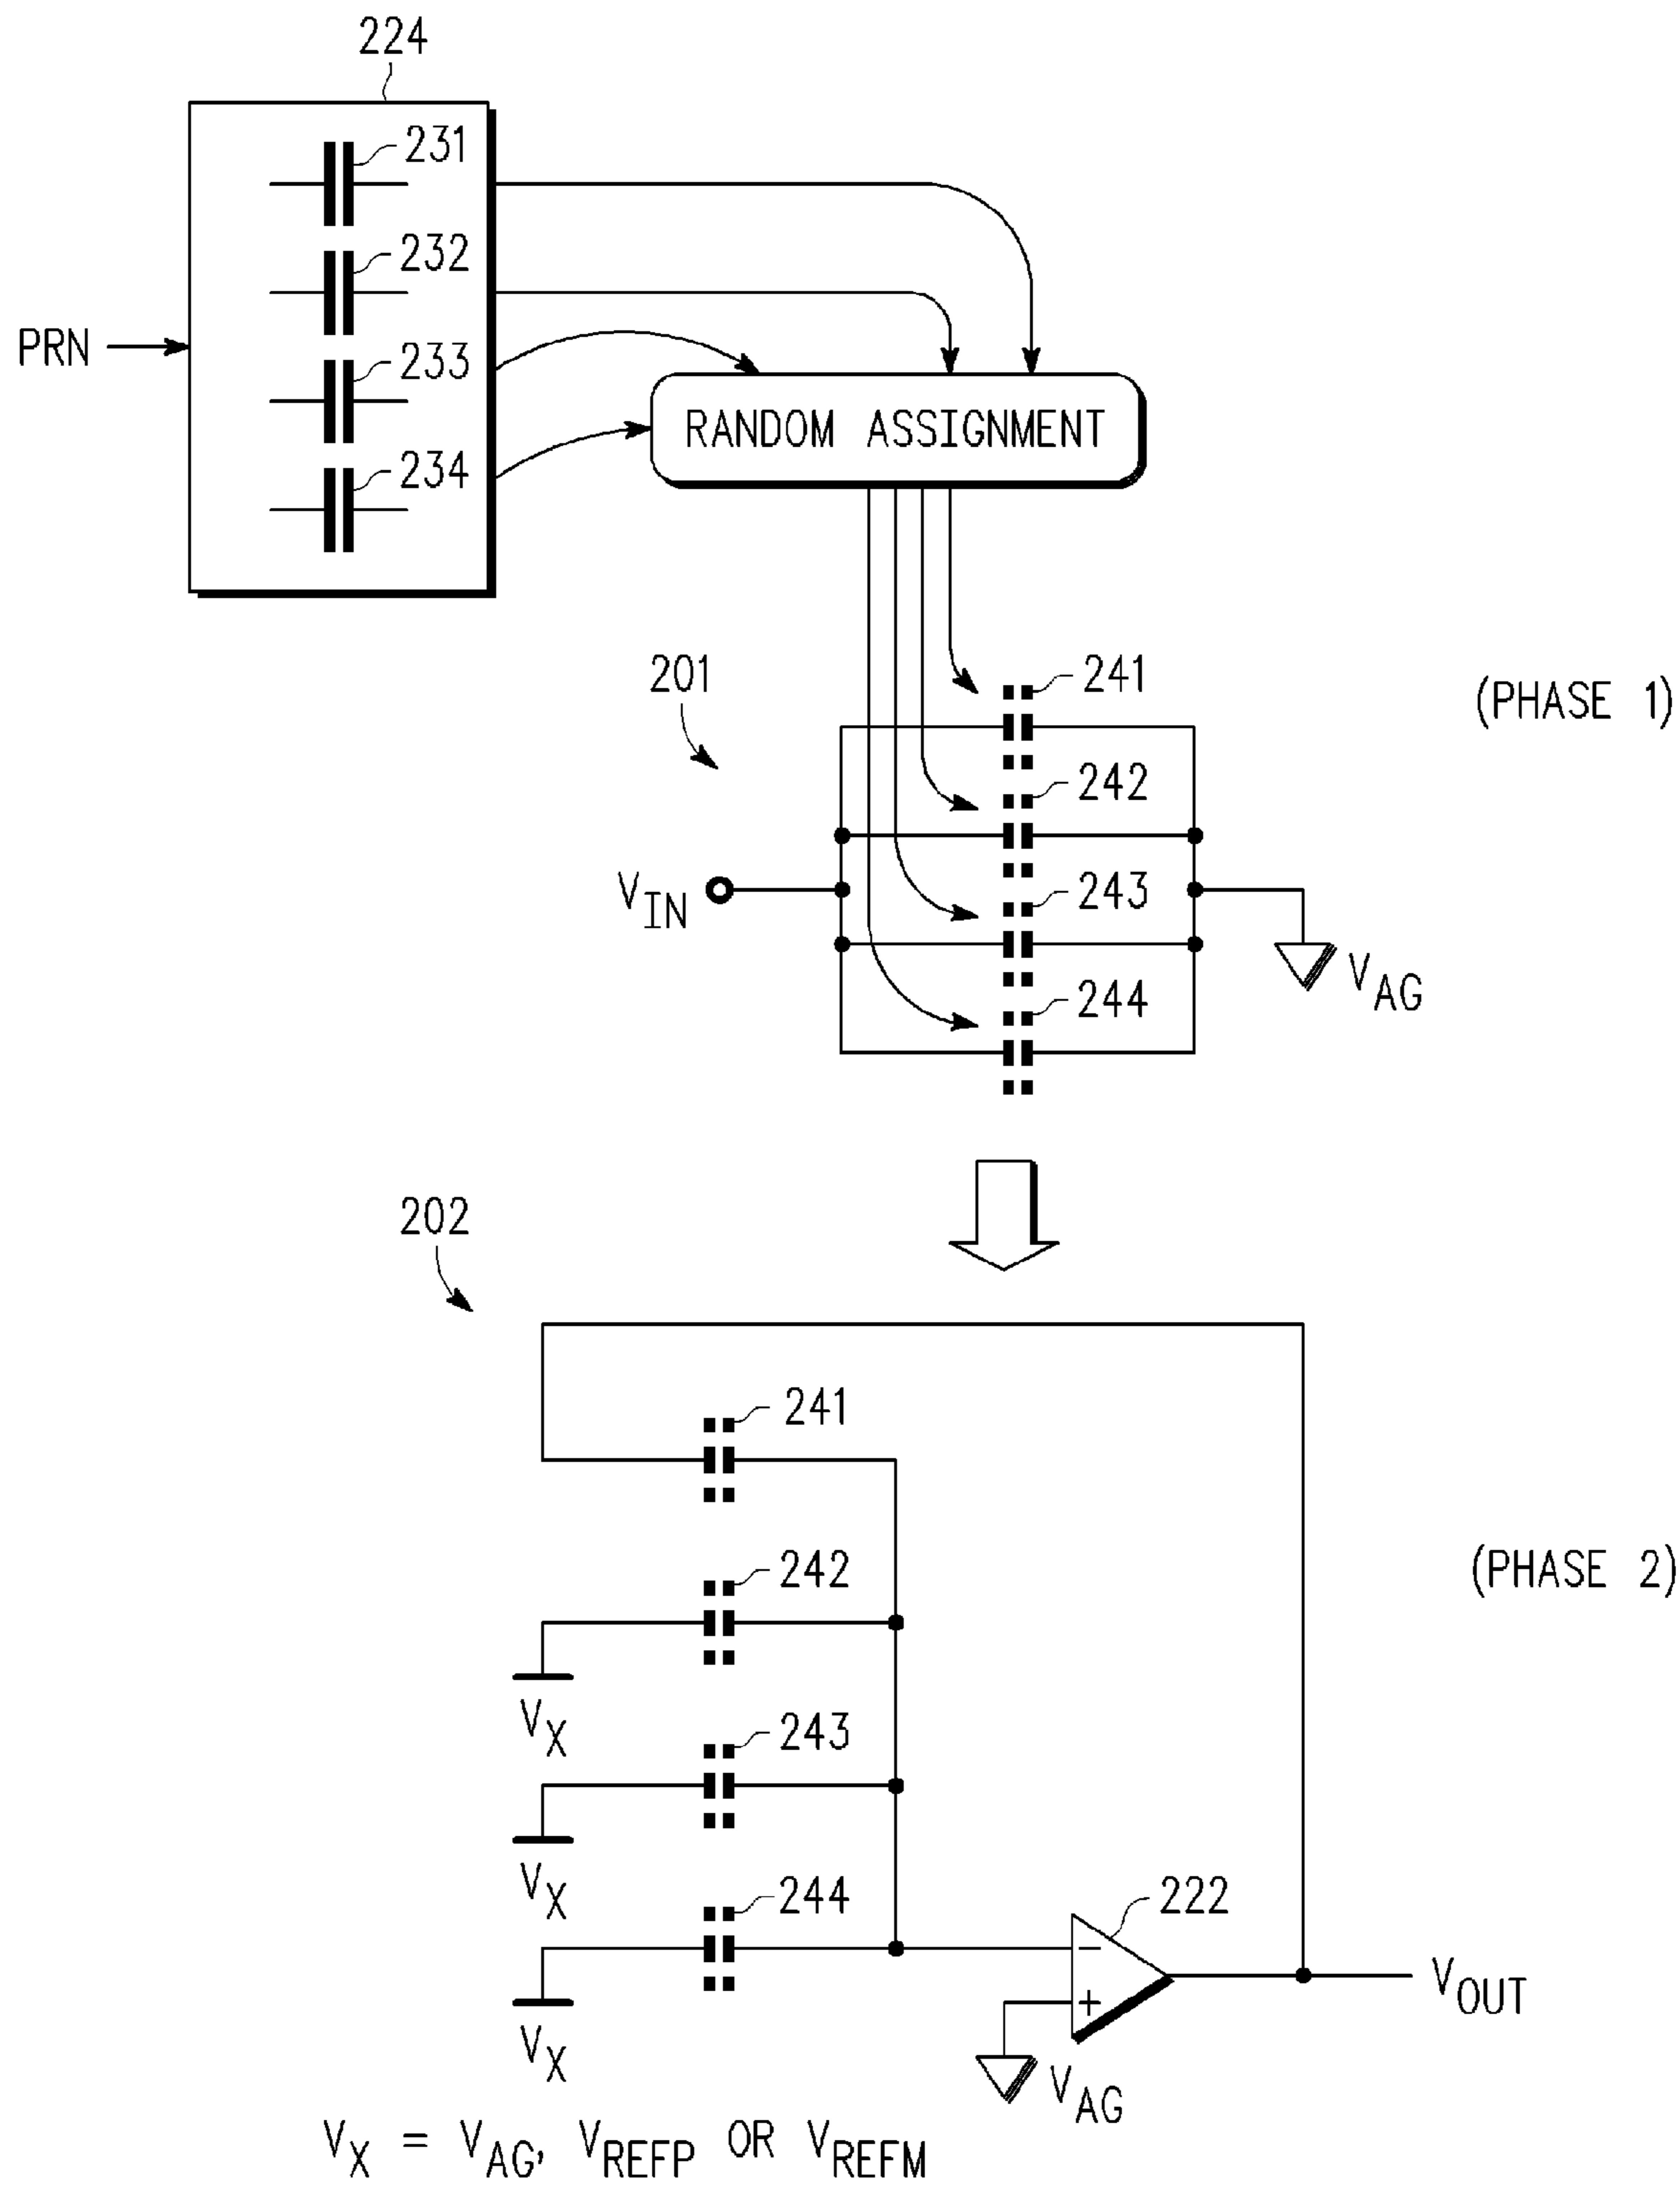 224
231
232
PRN
233
RANDOM ASSIGNMENT
234
201
241
(PHASE 1)
242
VIN
243
VAG
244
202
241
242
(PHASE 2)
VX
243
VX
244
222
VOUT
VX
VAG
VX = VAG, VREFP OR VREFM